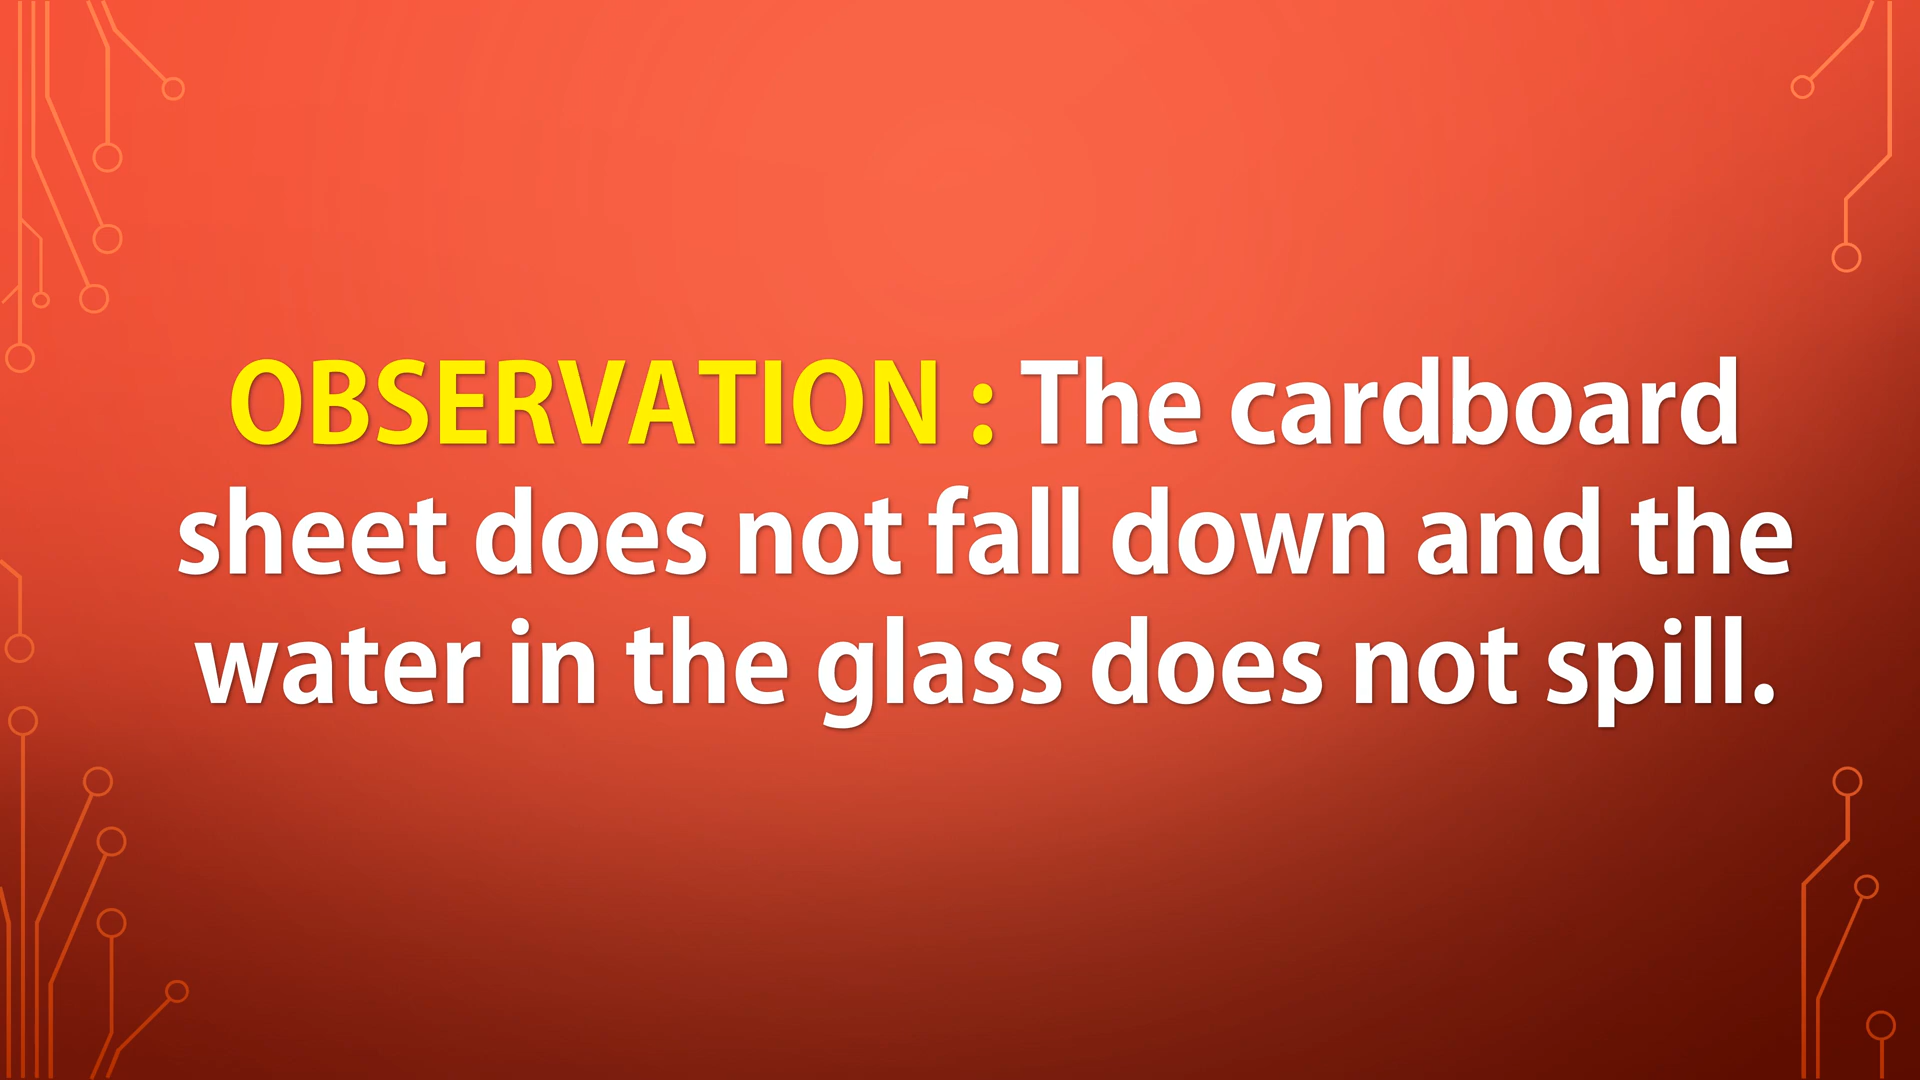 OBSERVATION : The cardboard
sheet does not fall down and the
water in the glass does not spill.